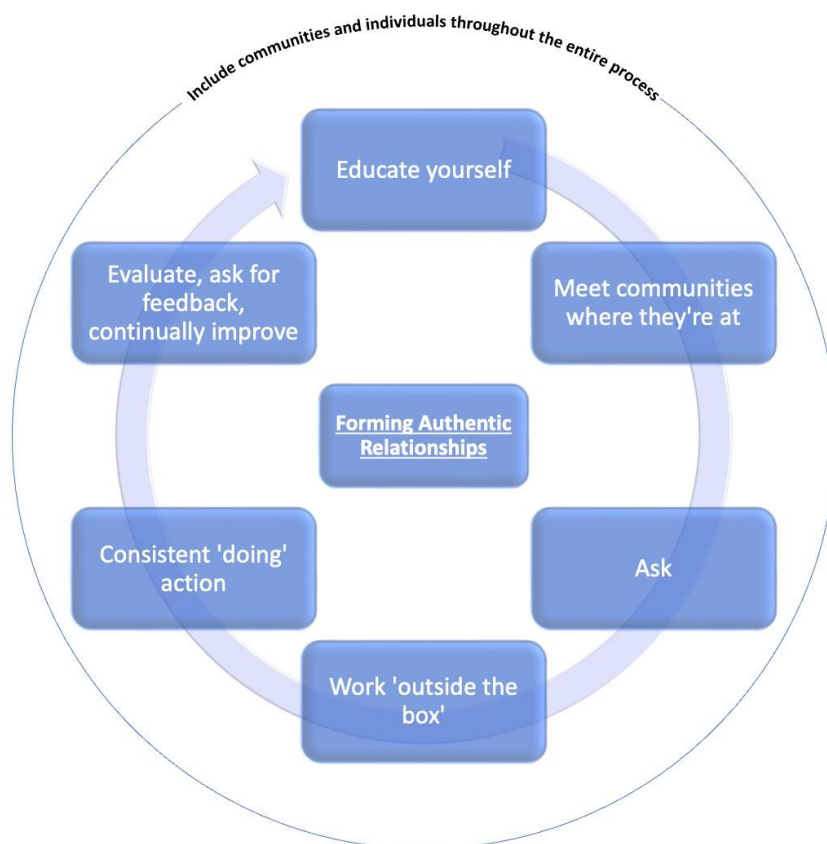 Include communities and individuals throughout the entire process
Educate yourself
Meet communities
where they're at
Ask
Work 'outside the
box'
Consistent 'doing'
action
Evaluate, ask for
feedback,
continually improve
Forming Authentic
Relationships